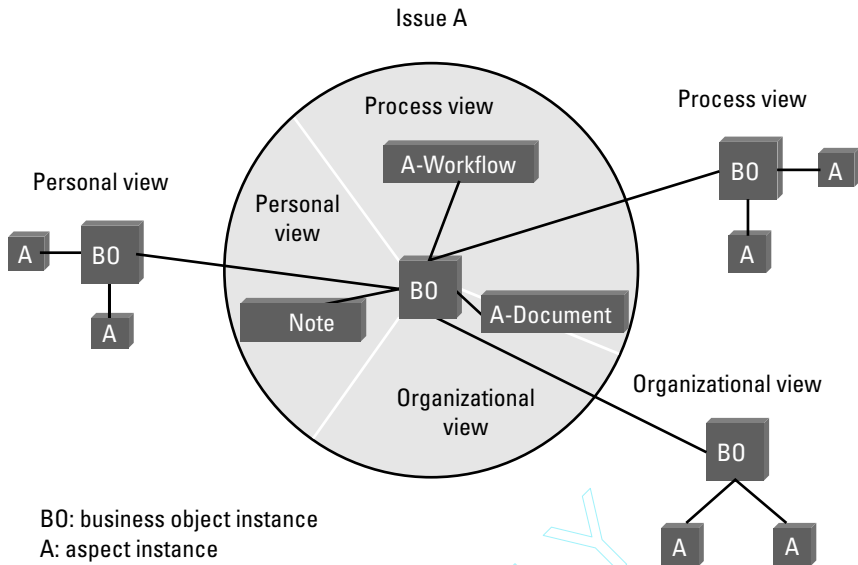 Issue A
Process view
Process view
A-Workflow
BO
A
A
Personal view
Personal
view
A
BO
A
BO
Note
A-Document
Organizational view
Organizational
view
BO
A
A
BO: business object instance
A: aspect instance
Y